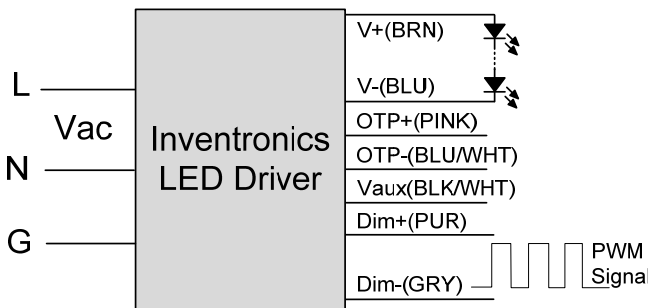 V+(BRN)
L
V-(BLU)
Vac
OTP+(PINK)
Inventronics
LED Driver
OTP-(BLU/WHT)
N
Vaux(BLK/WHT)
Dim+(PUR)
G
PWM
Signal
Dim-(GRY)